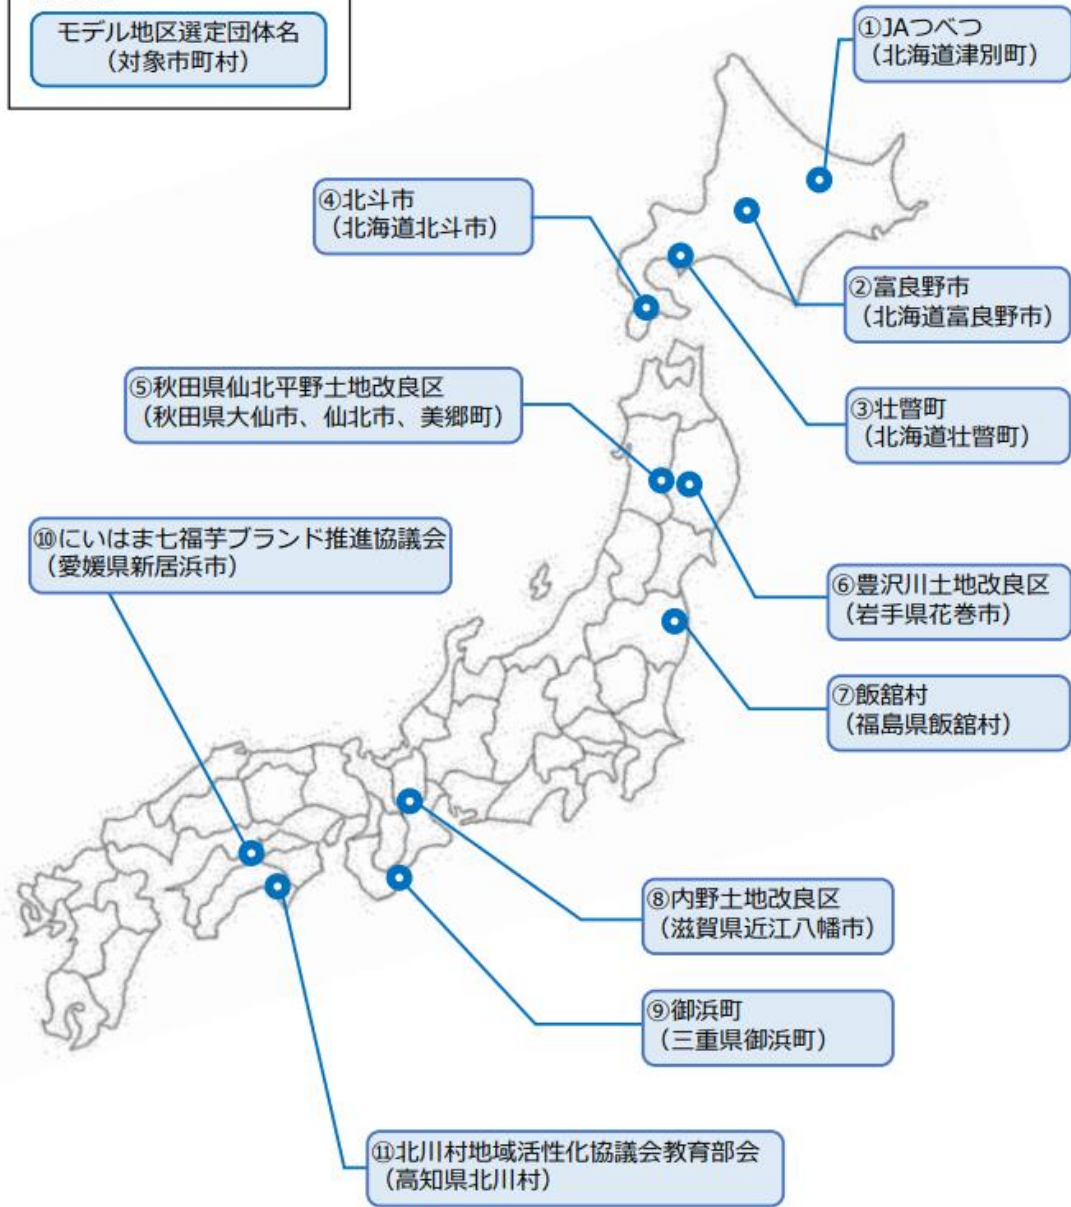 モデル地区選定団体名
（対象市町村）
①JAつべつ
（北海道津別町）
④北斗市
（北海道北斗市）
②富良野市
（北海道富良野市）
⑤秋田県仙北平野土地改良区
（秋田県大仙市、仙北市、美郷町）
③壮瞥町
（北海道壮瞥町）
⑩にいはま七福芋ブランド推進協議会
（愛媛県新居浜市）
⑥豊沢川土地改良区
（岩手県花巻市）
⑦飯舘村
（福島県飯舘村）
⑧内野土地改良区
（滋賀県近江八幡市）
⑨御浜町
（三重県御浜町）
⑪北川村地域活性化協議会教育部会
（高知県北川村）